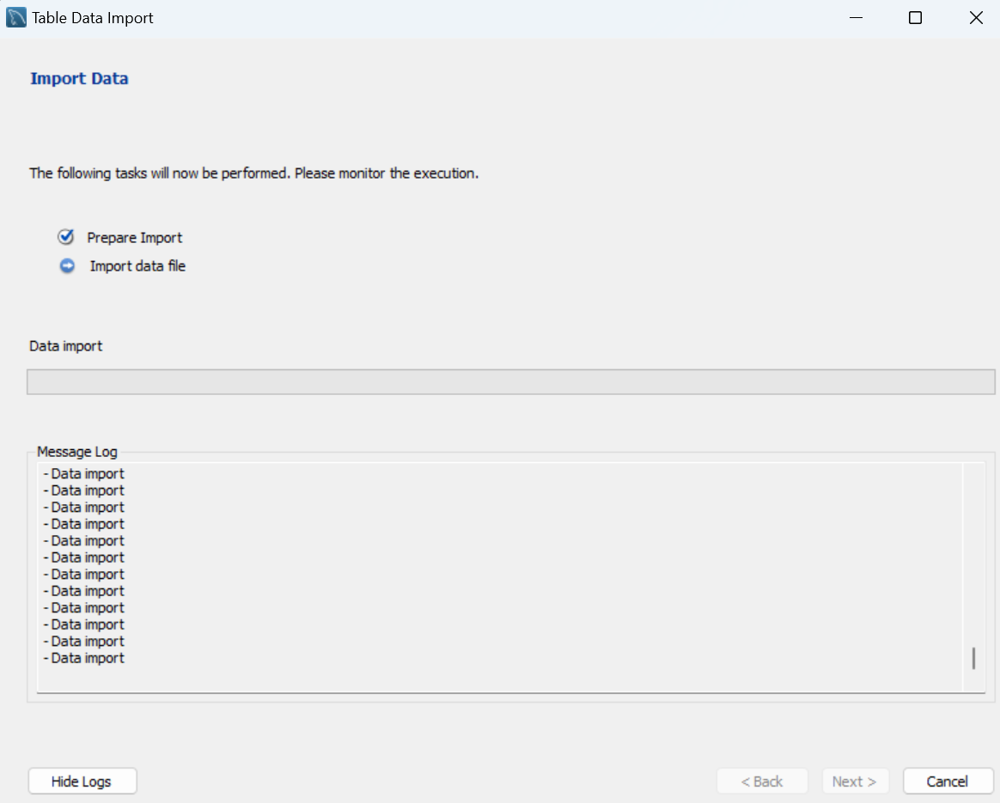 Table Data Import
Import Data
The following tasks will now be performed. Please monitor the execution.
Prepare Import
Import data file
Data import
Message Log
- Data import
- Data import
- Data import
- Data import
- Data import
- Data import
- Data import
- Data import
- Data import
- Data import
- Data import
- Data import
Hide Logs
< Back
Next >
Cancel